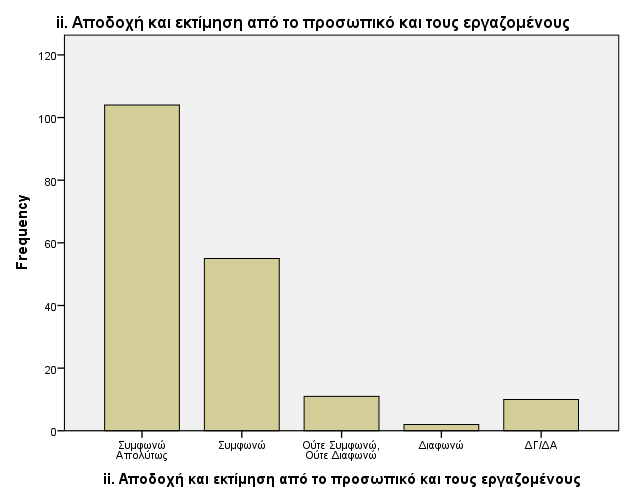 ii. Αποδοχή και εκτίμηση από το προσωπικό και τους εργαζομένους
120
100
80
60
40
20
0
Frequency
Συμφωνώ
Απολύτως
Συμφωνώ
Ούτε Συμφωνώ,
Ούτε Διαφωνώ
Διαφωνώ
ΔΓ/ΔΑ
ii. Αποδοχή και εκτίμηση από το προσωπικό και τους εργαζομένους